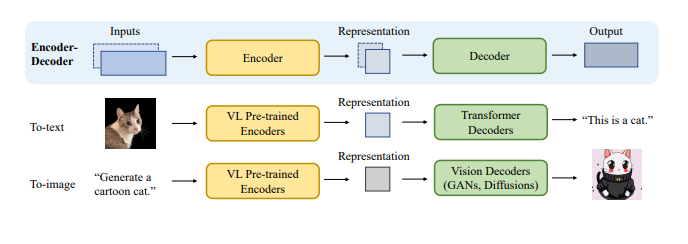 Inputs
Representation
Output
Encoder-
Decoder
Encoder
Decoder
To-text
VL Pre-trained
Encoders
Representation
Transformer
Decoders
“This is a cat.”
To-image
“Generate a
cartoon cat.”
VL Pre-trained
Encoders
Representation
Vision Decoders
(GANs, Diffusions)